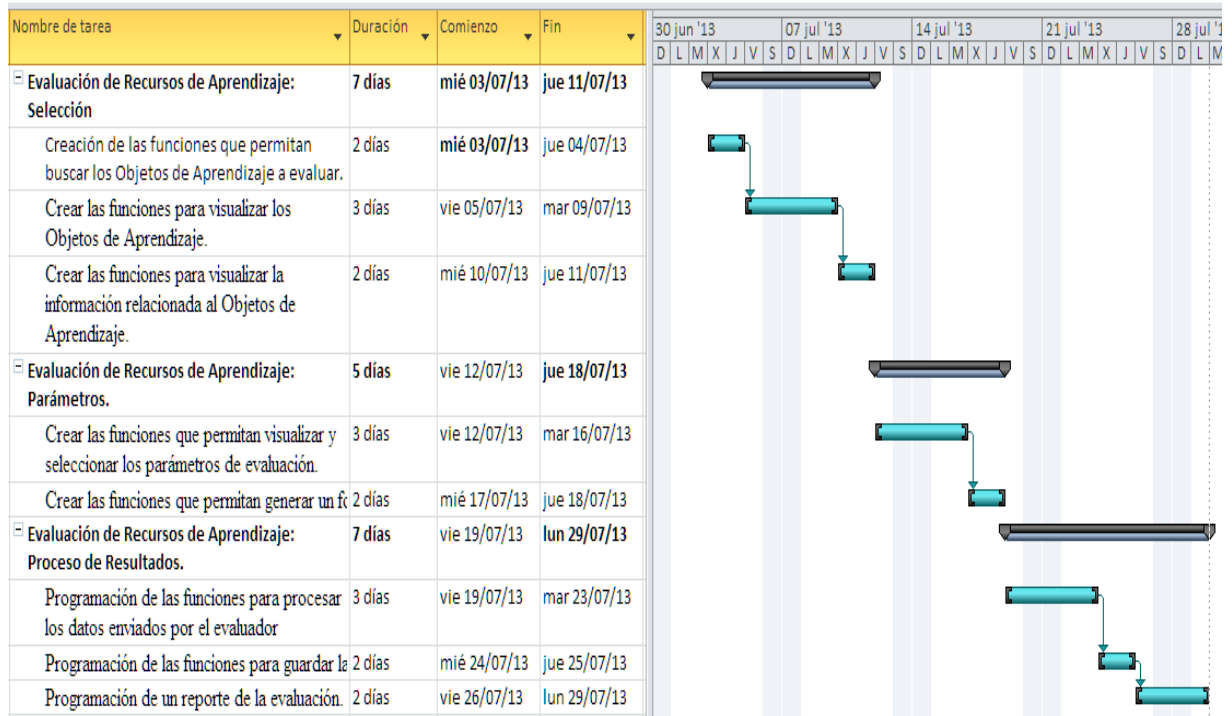 Nombre de tarea Duración Comienzo Fin 30 jun '13 07 jul '13 14 jul '13 21 jul '13 28 jul '1
D L M X J V S D L M X J V S D L M X J V S D L M X J V S D L M
Evaluación de Recursos de Aprendizaje: 7 días mié 03/07/13 jue 11/07/13
Selección
Creación de las funciones que permitan 2 días mié 03/07/13 jue 04/07/13
buscar los Objetos de Aprendizaje a evaluar.
Crear las funciones para visualizar los 3 días vie 05/07/13 mar 09/07/13
Objetos de Aprendizaje.
Crear las funciones para visualizar la 2 días mié 10/07/13 jue 11/07/13
información relacionada al Objetos de
Aprendizaje.
Evaluación de Recursos de Aprendizaje: 5 días vie 12/07/13 jue 18/07/13
Parámetros.
Crear las funciones que permitan visualizar y 3 días vie 12/07/13 mar 16/07/13
seleccionar los parámetros de evaluación.
Crear las funciones que permitan generar un fo 2 días mié 17/07/13 jue 18/07/13
Evaluación de Recursos de Aprendizaje: 7 días vie 19/07/13 lun 29/07/13
Proceso de Resultados.
Programación de las funciones para procesar 3 días vie 19/07/13 mar 23/07/13
los datos enviados por el evaluador
Programación de las funciones para guardar la 2 días mié 24/07/13 jue 25/07/13
Programación de un reporte de la evaluación. 2 días vie 26/07/13 lun 29/07/13